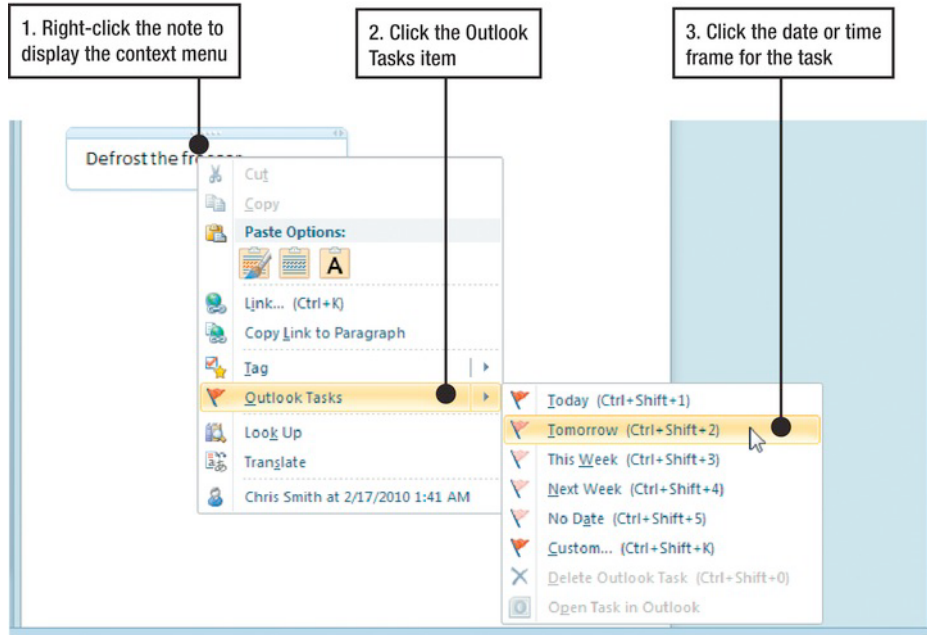 1. Right-click the note to
display the context menu
2. Click the Outlook
Tasks item
3. Click the date or time
frame for the task
Defrost the
Cut
Copy
Paste Options:
A
Link... (Ctrl+K)
Copy Link to Paragraph
Tag
Outlook Tasks
Look Up
Translate
Chris Smith at 2/17/2010 1:41 AM
Today (Ctrl+Shift+1)
Tomorrow (Ctrl+Shift+2)
This Week (Ctrl+Shift+3)
Next Week (Ctrl+Shift+4)
No Date (Ctrl+Shift+5)
Custom... (Ctrl+Shift+K)
Delete Outlook Task (Ctrl+Shift+0)
Open Task in Outlook